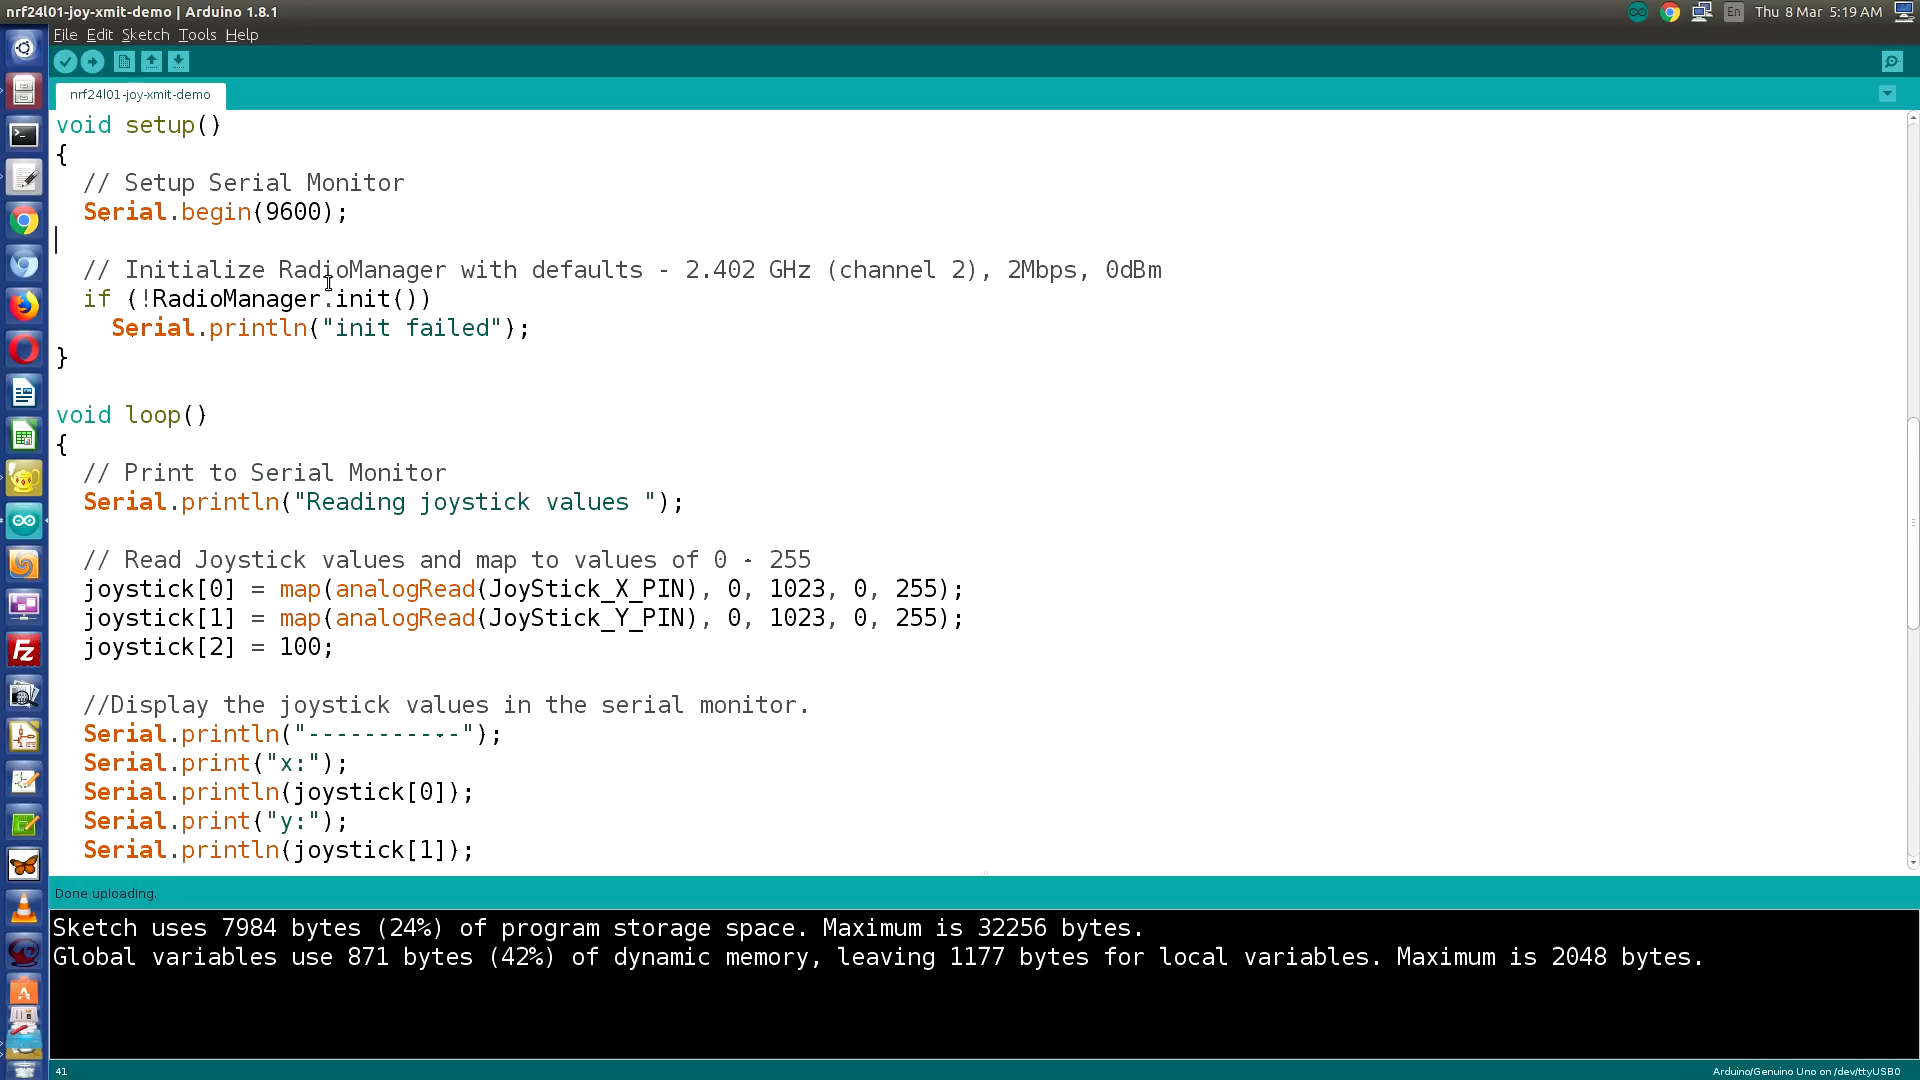 nrf24l01-joy-xmit-demo | Arduino 1.8.1
En
Thu 8 Mar 5:19 AM
File Edit Sketch Tools Help
nrf24l01-joy-xmit-demo
void setup()
{
// Setup Serial Monitor
Serial.begin(9600);
// Initialize RadioManager with defaults - 2.402 GHz (channel 2), 2Mbps, 0dBm
if (!RadioManager.init())
Serial.println("init failed");
}
void loop()
{
// Print to Serial Monitor
Serial.println("Reading joystick values ");
// Read Joystick values and map to values of 0 - 255
joystick[0] = map(analogRead(JoyStick_X_PIN), 0, 1023, 0, 255);
joystick[1] = map(analogRead(JoyStick_Y_PIN), 0, 1023, 0, 255);
joystick[2] = 100;
//Display the joystick values in the serial monitor.
Serial.println("-----------");
Serial.print("x:");
Serial.println(joystick[0]);
Serial.print("y:");
Serial.println(joystick[1]);
Done uploading.
Sketch uses 7984 bytes (24%) of program storage space. Maximum is 32256 bytes.
Global variables use 871 bytes (42%) of dynamic memory, leaving 1177 bytes for local variables. Maximum is 2048 bytes.
41
Arduino/Genuino Uno on /dev/ttyUSB0
Fz